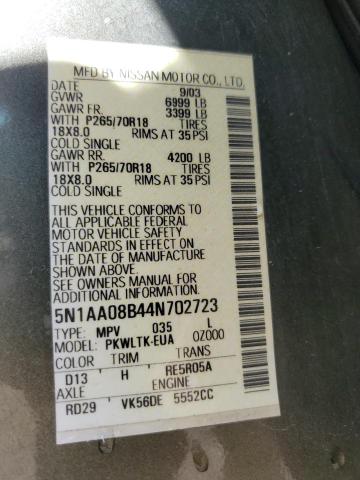 MFD BY NISSAN MOTOR CO., LTD.
DATE 9/03
GVWR 6999 LB
GAWR FR. 3399 LB
WITH P265/70R18 TIRES
18X8.0 RIMS AT 35 PSI
COLD SINGLE
GAWR RR. 4200 LB
WITH P265/70R18 TIRES
18X8.0 RIMS AT 35 PSI
COLD SINGLE
THIS VEHICLE CONFORMS TO
ALL APPLICABLE FEDERAL
MOTOR VEHICLE SAFETY
STANDARDS IN EFFECT ON
THE DATE OF MANUFACTURE
SHOWN ABOVE.
SEE OWNERS MANUAL FOR
ADDITIONAL INFORMATION.
5N1AA08B44N702723
TYPE: MPV 035 L
MODEL: PKWLTK-EUA 0Z000
COLOR TRIM TRANS
D13 H RE5R05A
AXLE ENGINE
RD29 VK56DE 5552CC